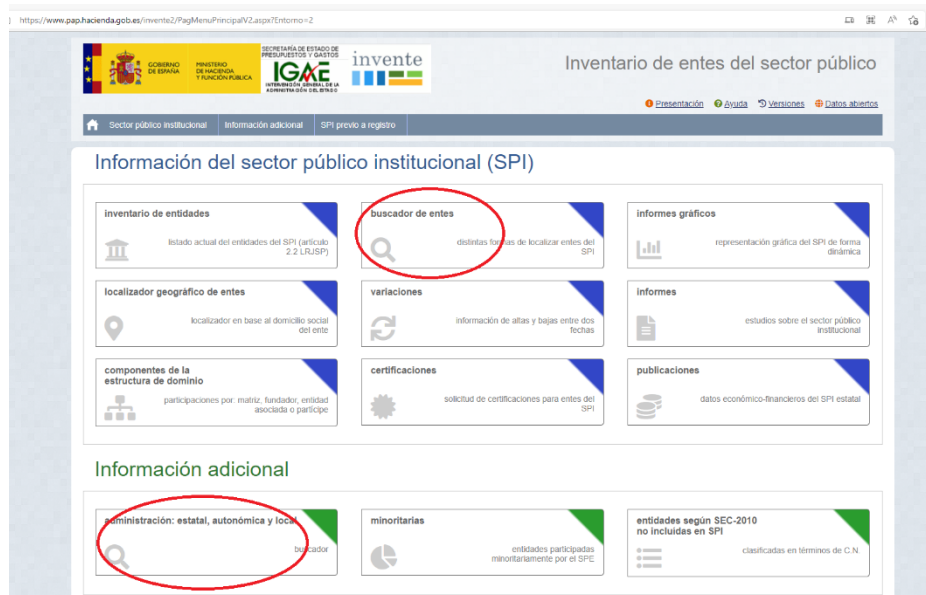 https://www.pap.hacienda.gob.es/invente2/PagMenuPrincipalV2.aspx?Entorno=2
GOBIERNO
DE ESPAÑA
MINISTERIO
DE HACIENDA
Y FUNCIÓN PÚBLICA
SECRETARÍA DE ESTADO DE
PRESUPUESTOS Y GASTOS
IGAE
INTERVENCIÓN GENERAL DE LA
ADMINISTRACIÓN DEL ESTADO
invente
Inventario de entes del sector público
Presentación Ayuda Versiones Datos abiertos
Sector público institucional Información adicional SPI previo a registro
Información del sector público institucional (SPI)
inventario de entidades
listado actual del entidades del SPI (artículo
2.2 LRJSP)
buscador de entes
distintas formas de localizar entes del
SPI
informes gráficos
representación gráfica del SPI de forma
dinámica
localizador geográfico de entes
localizador en base al domicilio social
del ente
variaciones
información de altas y bajas entre dos
fechas
informes
estudios sobre el sector público
institucional
componentes de la
estructura de dominio
participaciones por: matriz, fundador, entidad
asociada o partícipe
certificaciones
solicitud de certificaciones para entes del
SPI
publicaciones
datos económico-financieros del SPI estatal
Información adicional
administración: estatal, autonómica y local
buscador
minoritarias
entidades participadas
minoritariamente por el SPE
entidades según SEC-2010
no incluidas en SPI
clasificadas en términos de C.N.